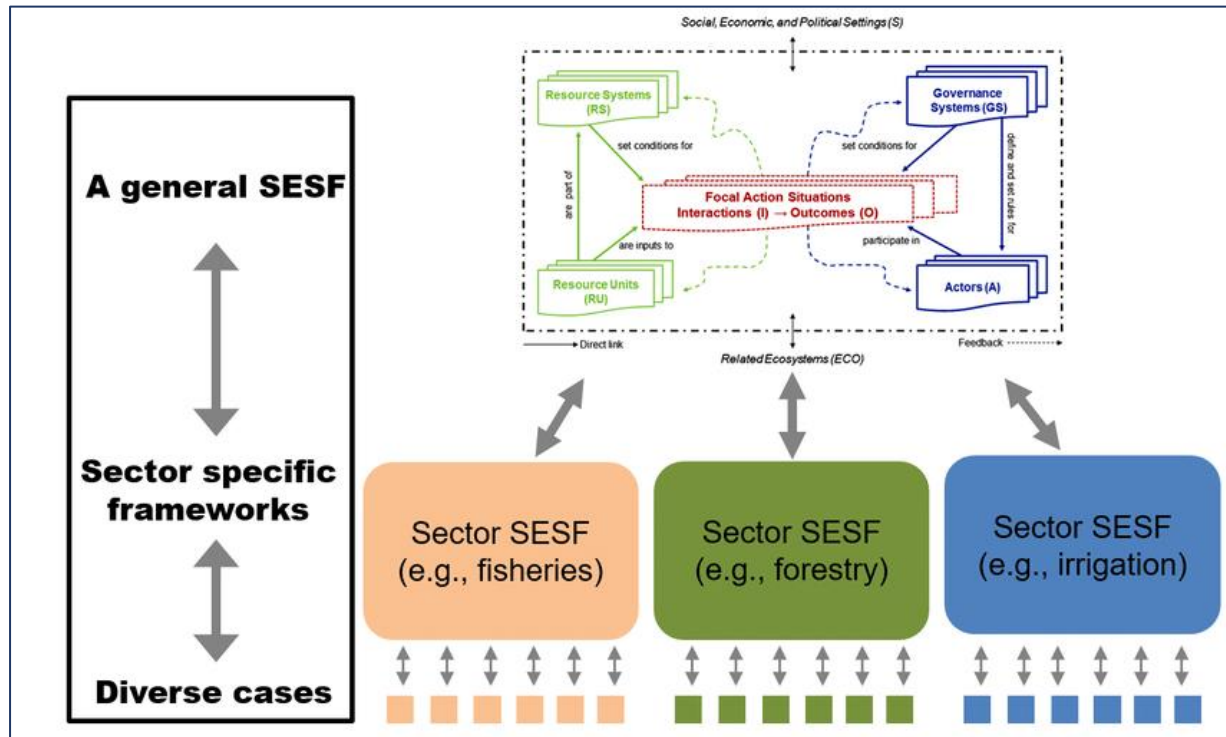 Social, Economic, and Political Settings (S)
Resource Systems
(RS)
Governance
Systems (GS)
set conditions for
set conditions for
define and set rules for
are part of
Focal Action Situations
Interactions (I) → Outcomes (O)
are inputs to
participate in
Resource Units
(RU)
Actors (A)
Direct link
Feedback
Related Ecosystems (ECO)
A general SESF
Sector specific
frameworks
Diverse cases
Sector SESF
(e.g., fisheries)
Sector SESF
(e.g., forestry)
Sector SESF
(e.g., irrigation)